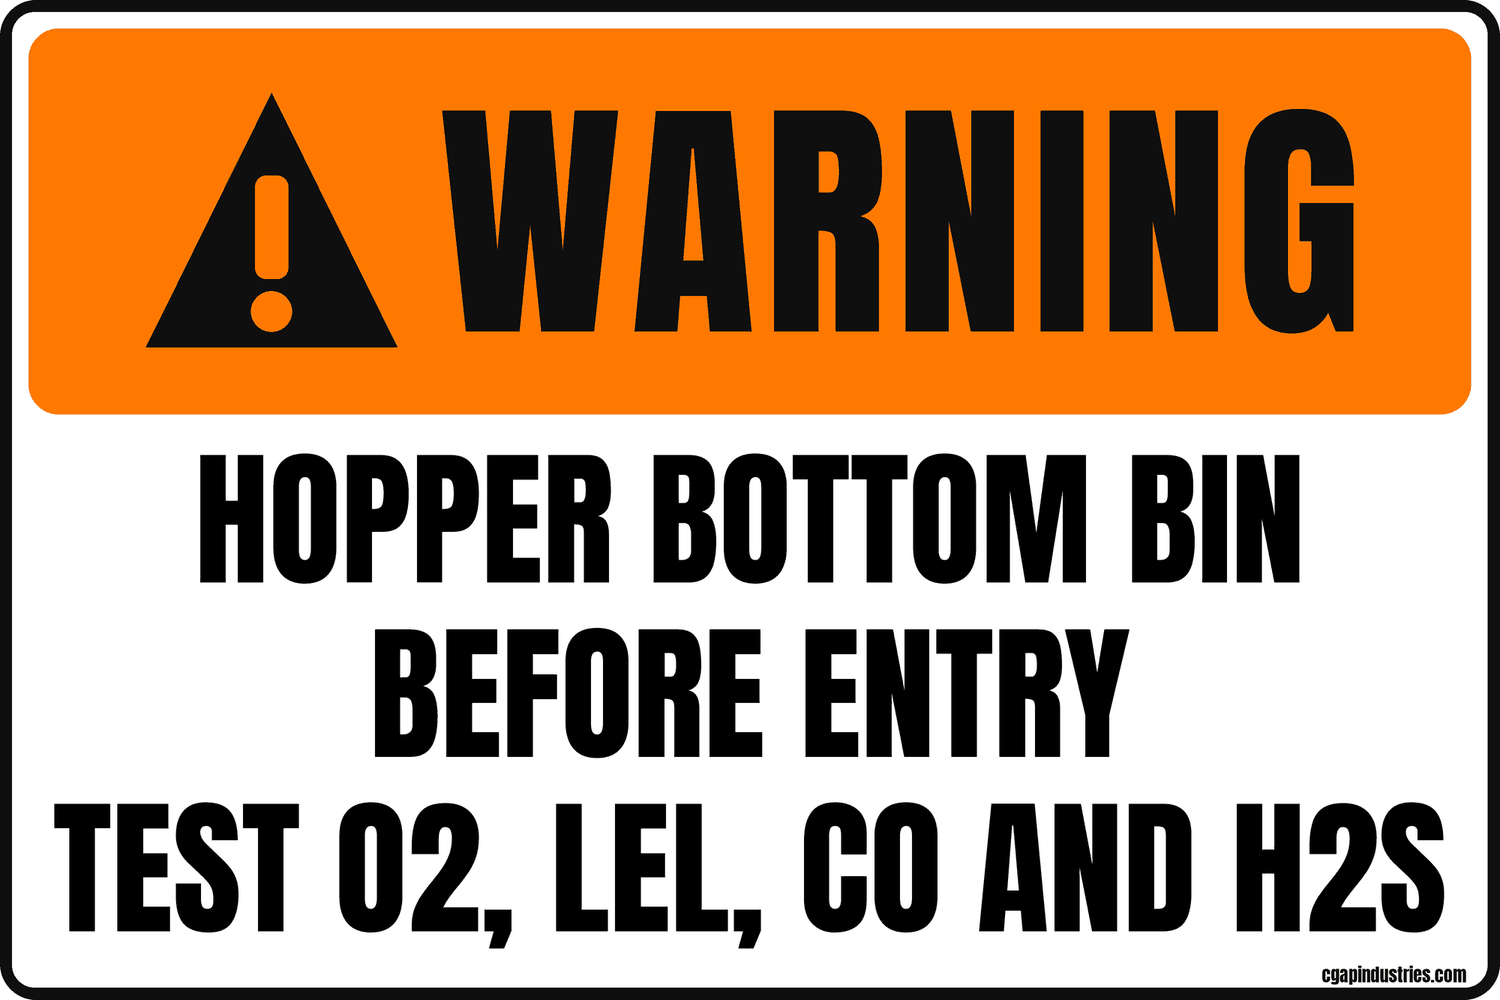 WARNING
HOPPER BOTTOM BIN
BEFORE ENTRY
TEST O2, LEL, CO AND H2S
cgapindustries.com